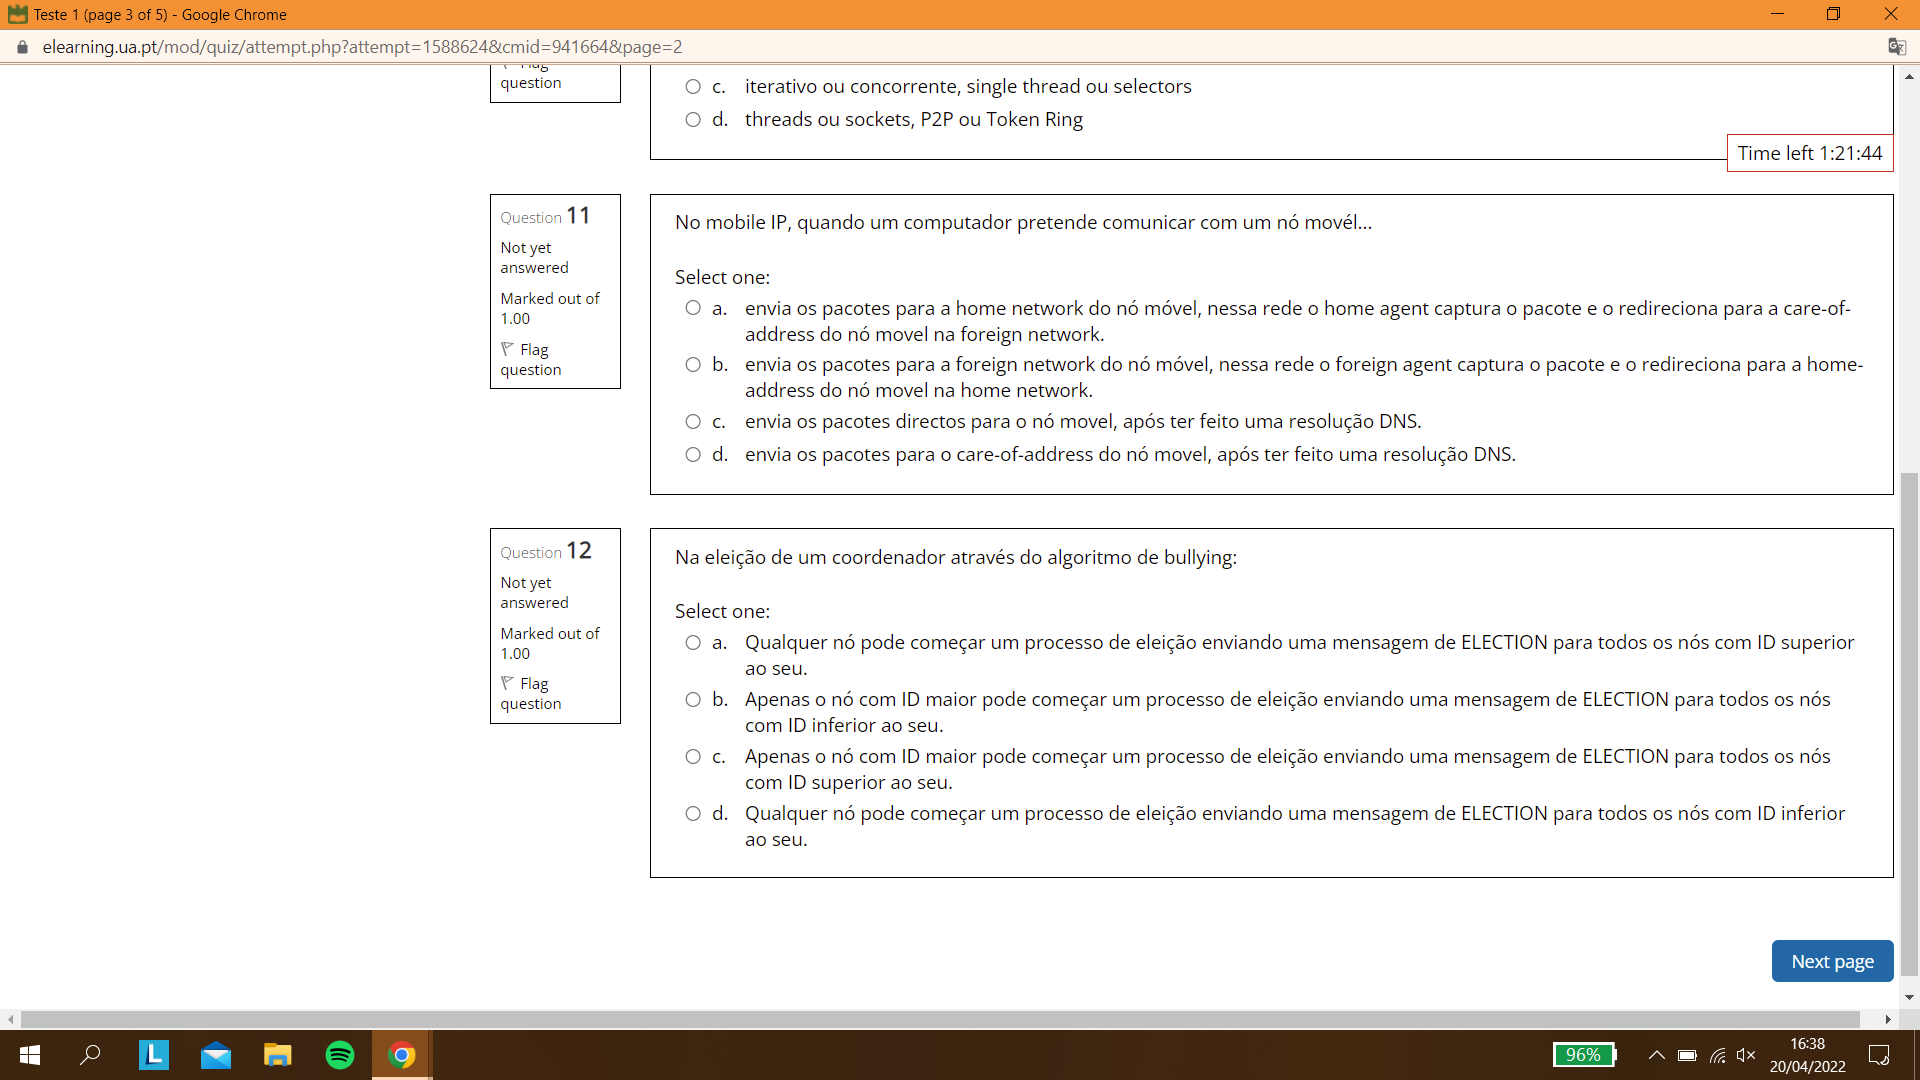 Teste 1 (page 3 of 5) - Google Chrome
elearning.ua.pt/mod/quiz/attempt.php?attempt=1588624&cmid=941664&page=2
Flag
question
c. iterativo ou concorrente, single thread ou selectors
d. threads ou sockets, P2P ou Token Ring
Time left 1:21:44
Question 11
Not yet
answered
Marked out of
1.00
Flag
question
No mobile IP, quando um computador pretende comunicar com um nó movél...
Select one:
a. envia os pacotes para a home network do nó móvel, nessa rede o home agent captura o pacote e o redireciona para a care-of-
address do nó movel na foreign network.
b. envia os pacotes para a foreign network do nó móvel, nessa rede o foreign agent captura o pacote e o redireciona para a home-
address do nó movel na home network.
c. envia os pacotes directos para o nó movel, após ter feito uma resolução DNS.
d. envia os pacotes para o care-of-address do nó movel, após ter feito uma resolução DNS.
Question 12
Not yet
answered
Marked out of
1.00
Flag
question
Na eleição de um coordenador através do algoritmo de bullying:
Select one:
a. Qualquer nó pode começar um processo de eleição enviando uma mensagem de ELECTION para todos os nós com ID superior
ao seu.
b. Apenas o nó com ID maior pode começar um processo de eleição enviando uma mensagem de ELECTION para todos os nós
com ID inferior ao seu.
c. Apenas o nó com ID maior pode começar um processo de eleição enviando uma mensagem de ELECTION para todos os nós
com ID superior ao seu.
d. Qualquer nó pode começar um processo de eleição enviando uma mensagem de ELECTION para todos os nós com ID inferior
ao seu.
Next page
L
96%
16:38
20/04/2022